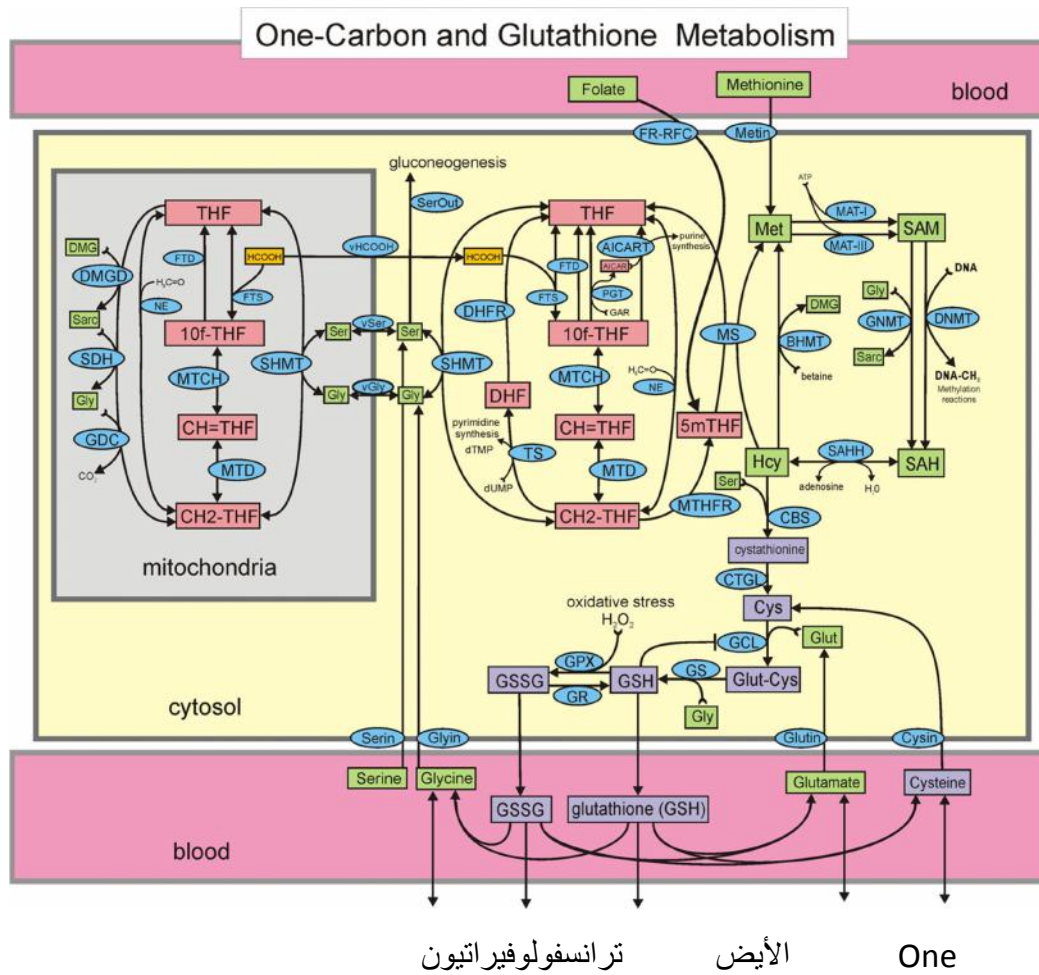 One-Carbon and Glutathione Metabolism
Folate
Methionine
blood
FR-RFC
Metin
gluconeogenesis
SerOut
THF
DMG
DMGD
FTD
HCOOH
FTS
H₂C=O
NE
Sarc
10f-THF
SDH
MTCH
SHMT
Gly
CH=THF
GDC
CO₂
MTD
CH2-THF
mitochondria
vHCOOH
Ser
vSer
Ser
Gly
vGly
Gly
SHMT
HCOOH
THF
AICART
purine synthesis
FTD
AICAR
FTS
PGT
GAR
DHFR
10f-THF
MTCH
H₂C=O
NE
DHF
CH=THF
pyrimidine synthesis
dTMP
TS
dUMP
MTD
CH2-THF
5mTHF
MTHFR
MS
ATP
MAT-I
Met
MAT-III
SAM
DMG
BHMT
betaine
Gly
GNMT
Sarc
DNA
DNMT
DNA-CH₃
Methylation reactions
Hcy
SAHH
SAH
adenosine
H₂0
Ser
CBS
cystathionine
CTGL
Cys
oxidative stress
H₂O₂
GCL
Glut
GPX
GSSG
GR
GSH
GS
Glut-Cys
Gly
cytosol
Serin
Glyin
Glutin
Cysin
Serine
Glycine
Glutamate
Cysteine
GSSG
glutathione (GSH)
blood
ترانسفولوفيراتيون الأيض One